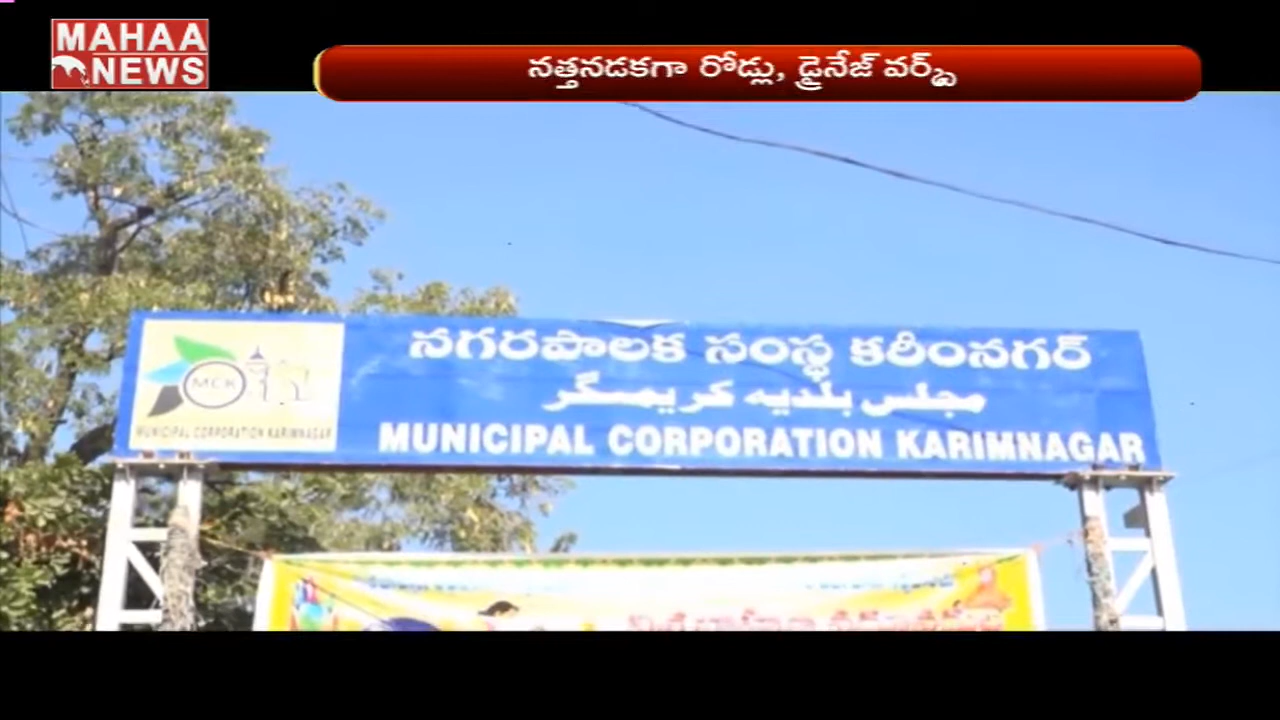 MAHAA
NEWS
నత్తనడకగా రోడ్లు, డ్రైనేజ్ వర్క్స్
నగరపాలక సంస్థ కరీంనగర్
مجلس بلدیہ کریمنگر
MUNICIPAL CORPORATION KARIMNAGAR
MCK
MUNICIPAL CORPORATION KARIMNAGAR